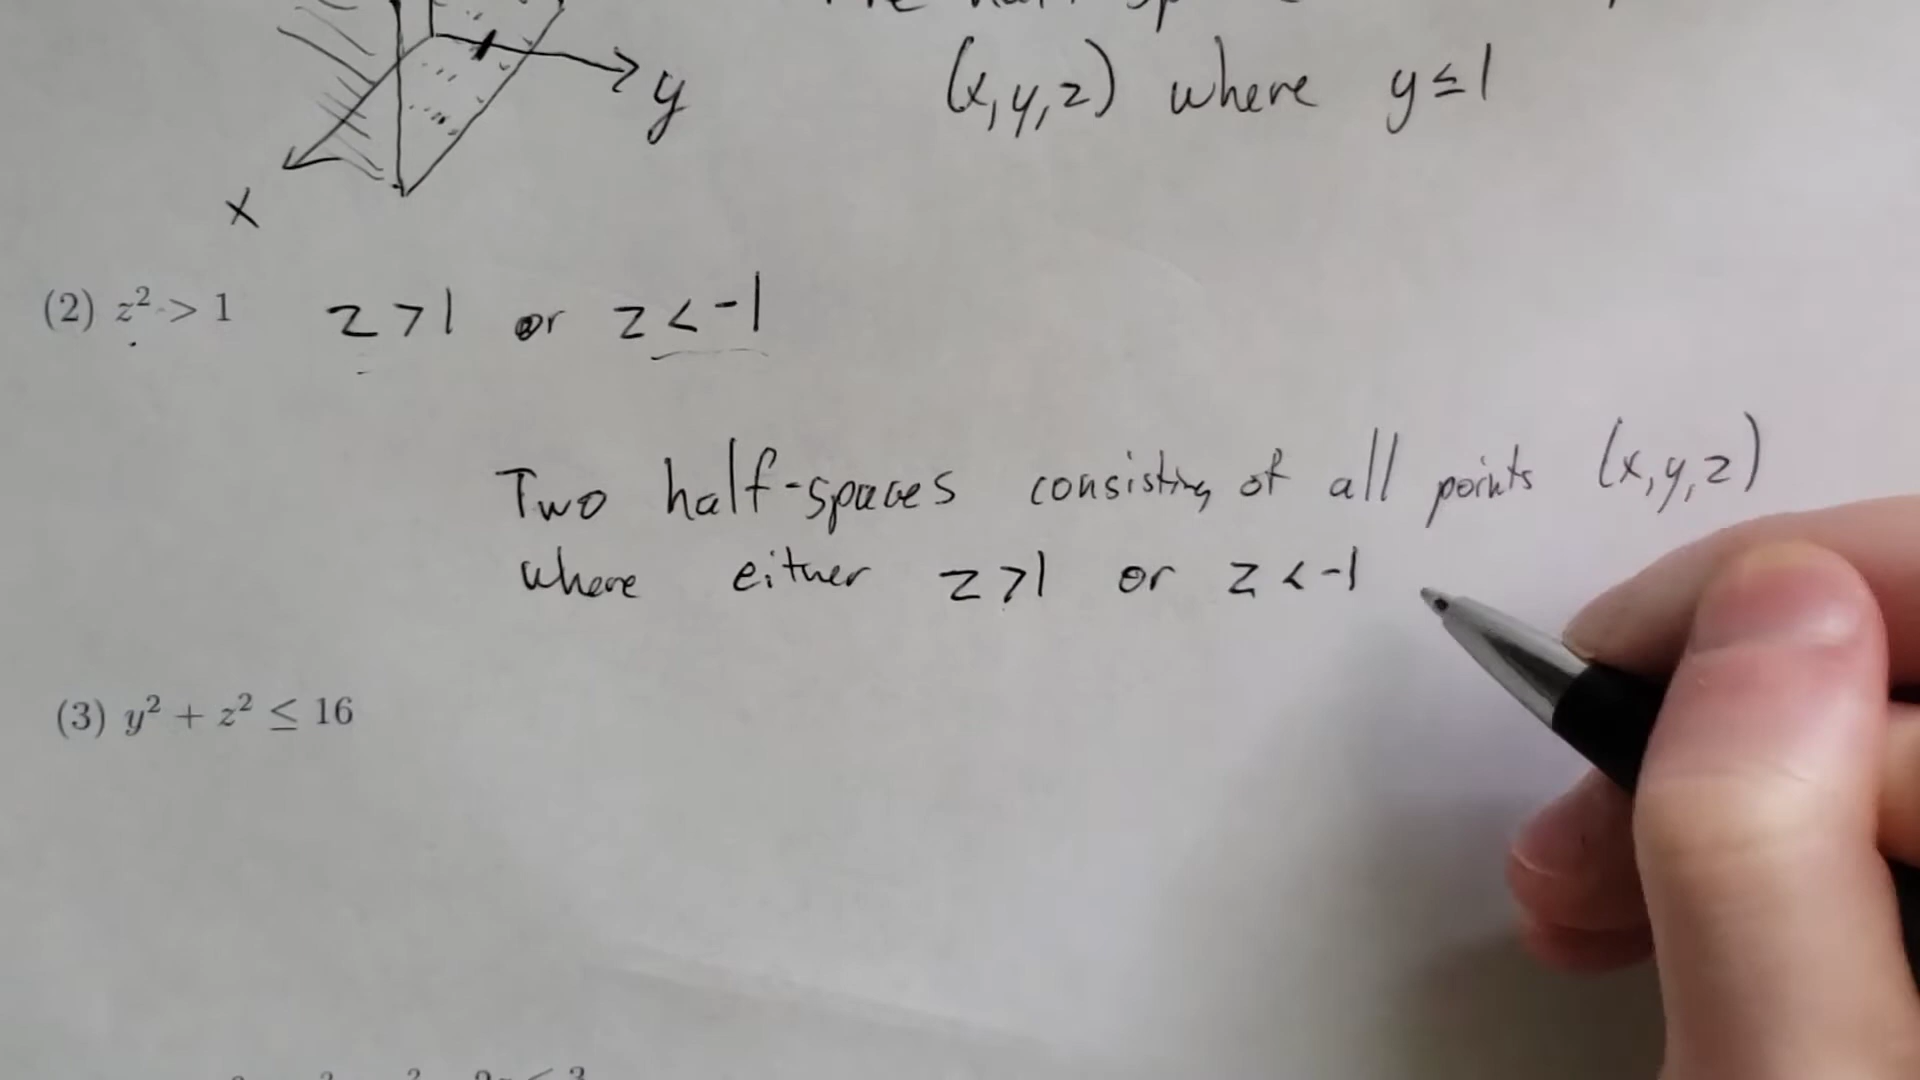 (x,y,z) where y≤1
y
x
(2) z² > 1 z>1 or z<-1
Two half-spaces consisting of all points (x,y,z)
where either z>1 or z<-1
(3) y² + z² ≤ 16